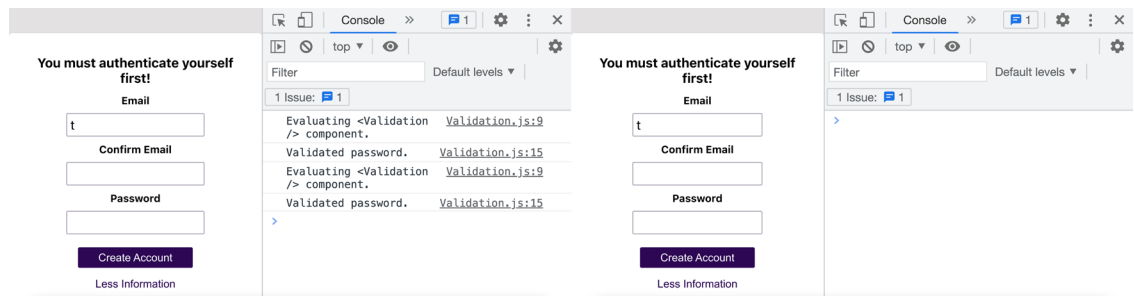 Console » 1
top ▼
Filter Default levels ▼
1 Issue: 1
You must authenticate yourself
first!
Email
t
Confirm Email
Password
Create Account
Less Information
Evaluating <Validation Validation.js:9
/> component.
Validated password. Validation.js:15
Evaluating <Validation Validation.js:9
/> component.
Validated password. Validation.js:15
>
Console » 1
top ▼
Filter Default levels ▼
1 Issue: 1
You must authenticate yourself
first!
Email
t
Confirm Email
Password
Create Account
Less Information
>